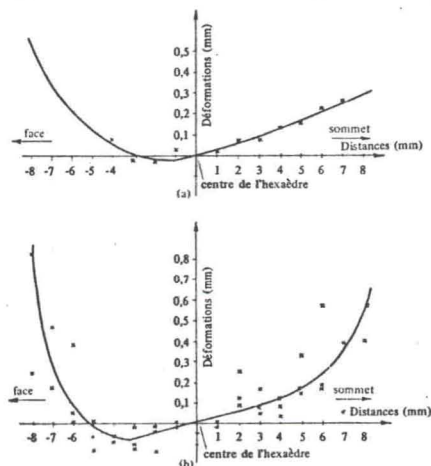 0,5
0,4
0,3
0,2
0,1
Déformations (mm)
face
sommet
Distances (mm)
-8 -7 -6 -5 -4 1 2 3 4 5 6 7 8
(a)
centre de l'hexaèdre
0,8
0,7
0,6
0,5
0,4
0,3
0,2
0,1
Déformations (mm)
face
sommet
Distances (mm)
-8 -7 -6 1 2 3 4 5 6 7 8
(b)
centre de l'hexaèdre